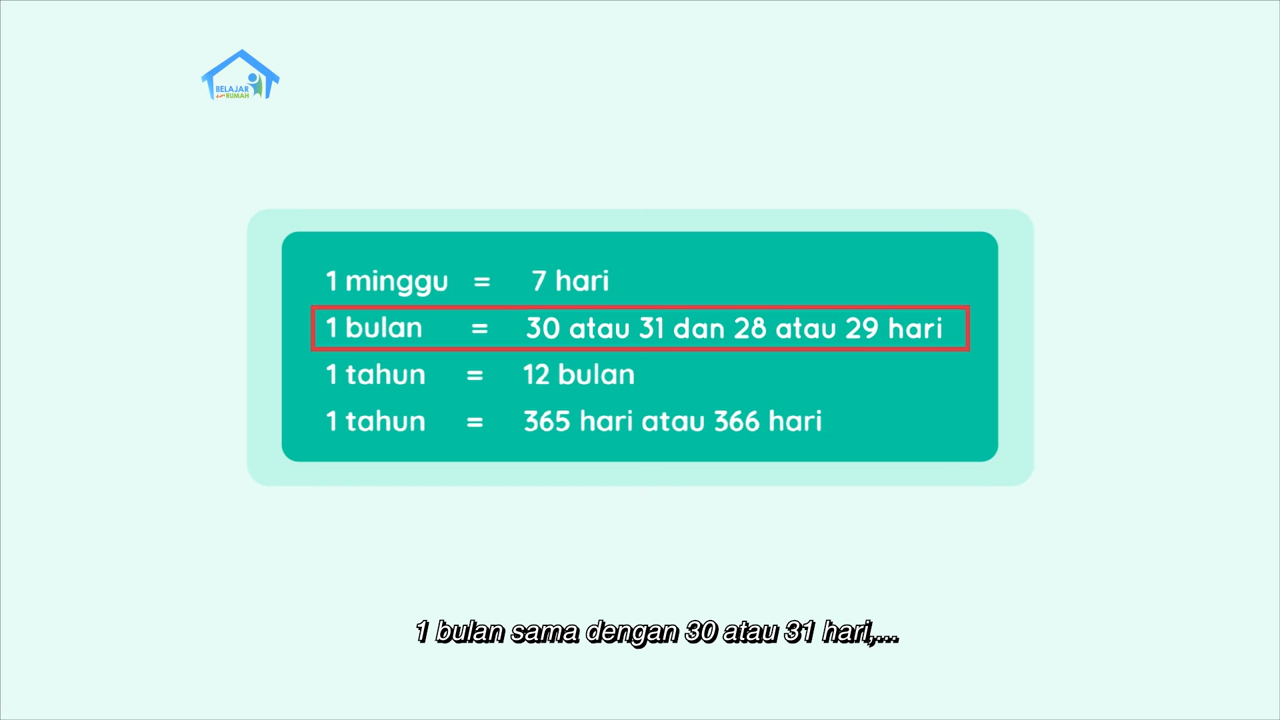 BELAJAR
dari RUMAH
1 minggu = 7 hari
1 bulan = 30 atau 31 dan 28 atau 29 hari
1 tahun = 12 bulan
1 tahun = 365 hari atau 366 hari
1 bulan sama dengan 30 atau 31 hari,...